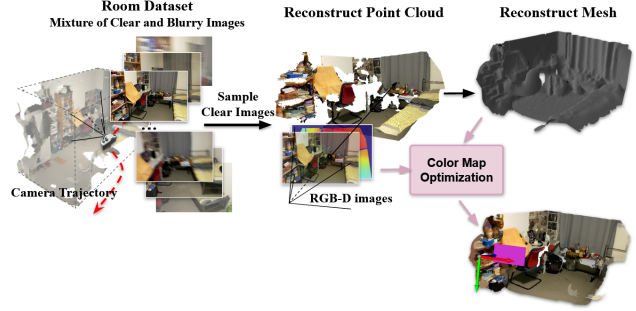 Room Dataset
Mixture of Clear and Blurry Images
Camera Trajectory
Sample
Clear Images
Reconstruct Point Cloud
RGB-D images
Reconstruct Mesh
Color Map
Optimization